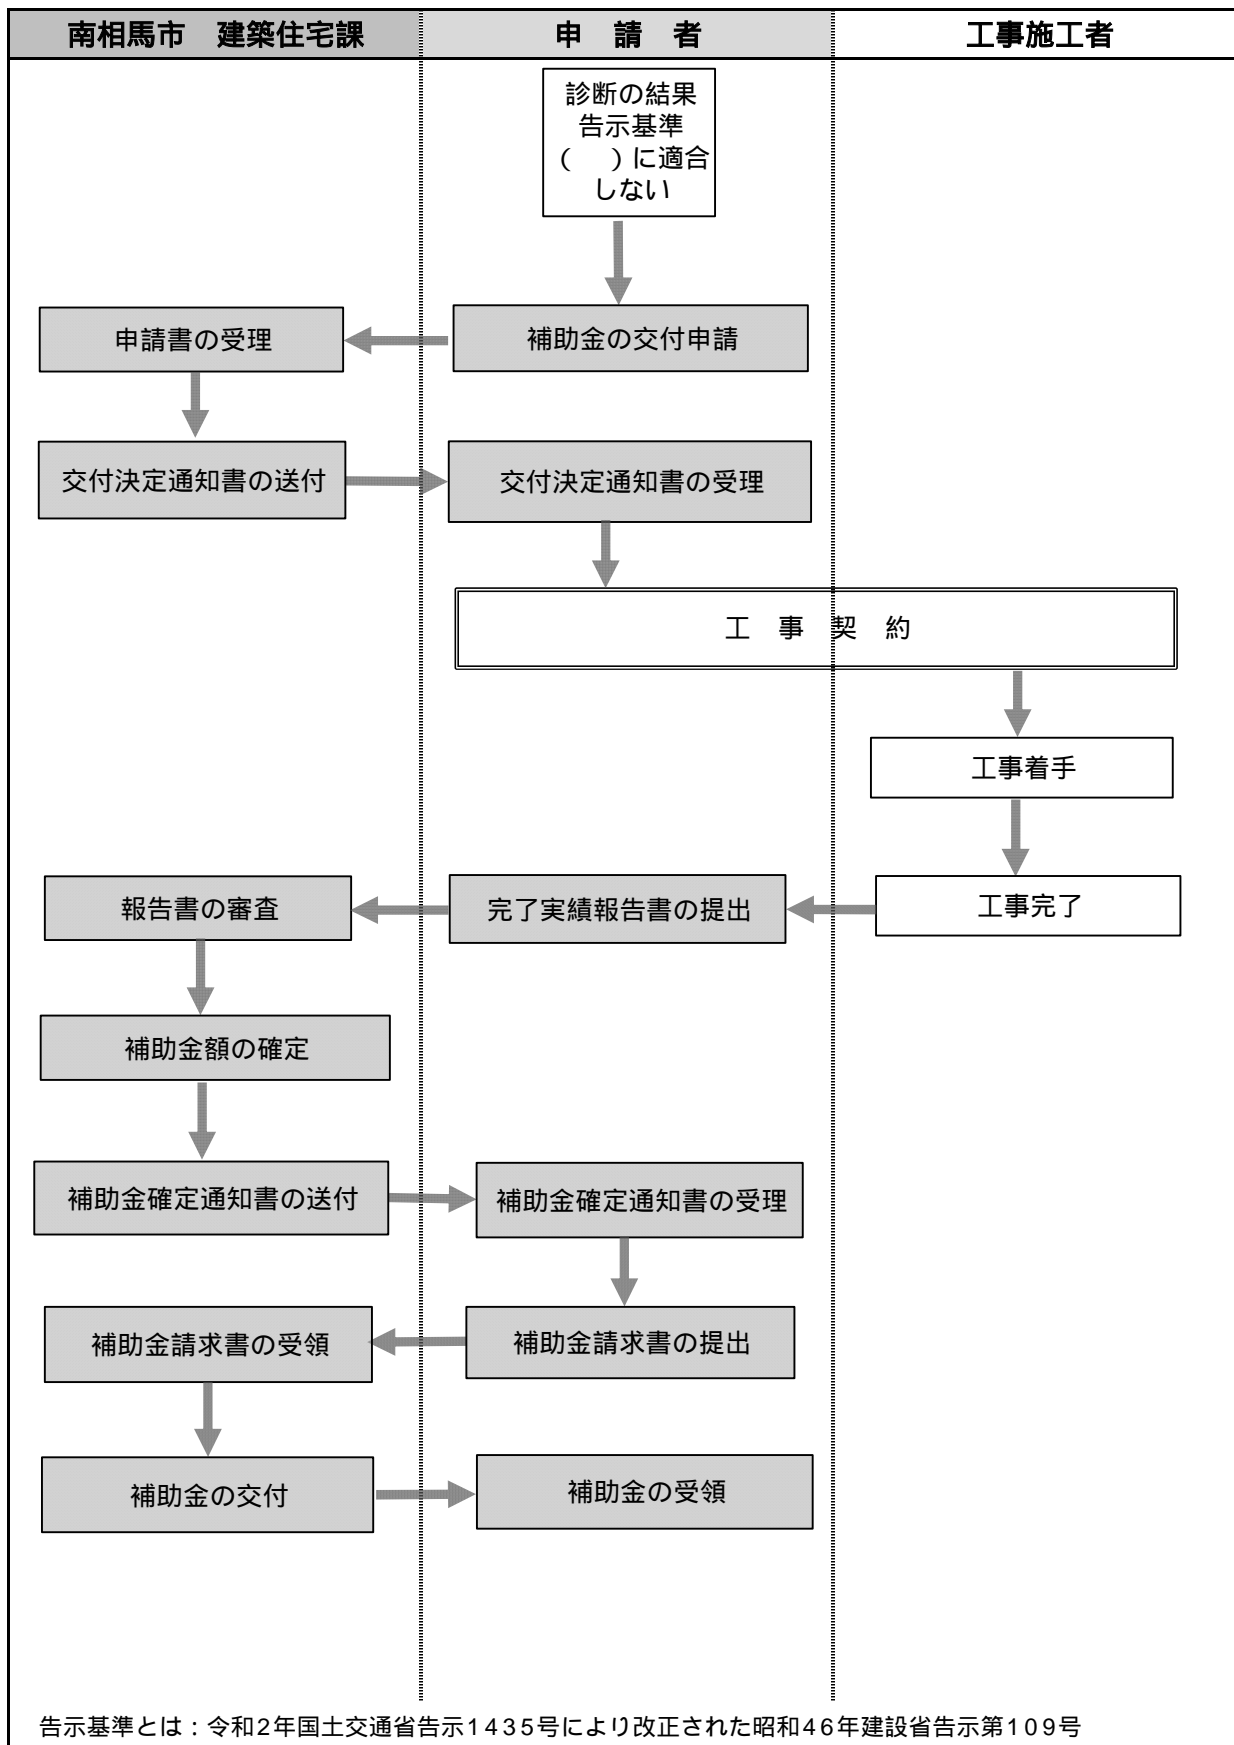 南相馬市　建築住宅課
申　請　者
工事施工者
診断の結果
告示基準
(　)に適合
しない
申請書の受理
補助金の交付申請
交付決定通知書の送付
交付決定通知書の受理
工　事　契　約
工事着手
報告書の審査
完了実績報告書の提出
工事完了
補助金額の確定
補助金確定通知書の送付
補助金確定通知書の受理
補助金請求書の受領
補助金請求書の提出
補助金の交付
補助金の受領
告示基準とは：令和2年国土交通省告示1435号により改正された昭和46年建設省告示第109号